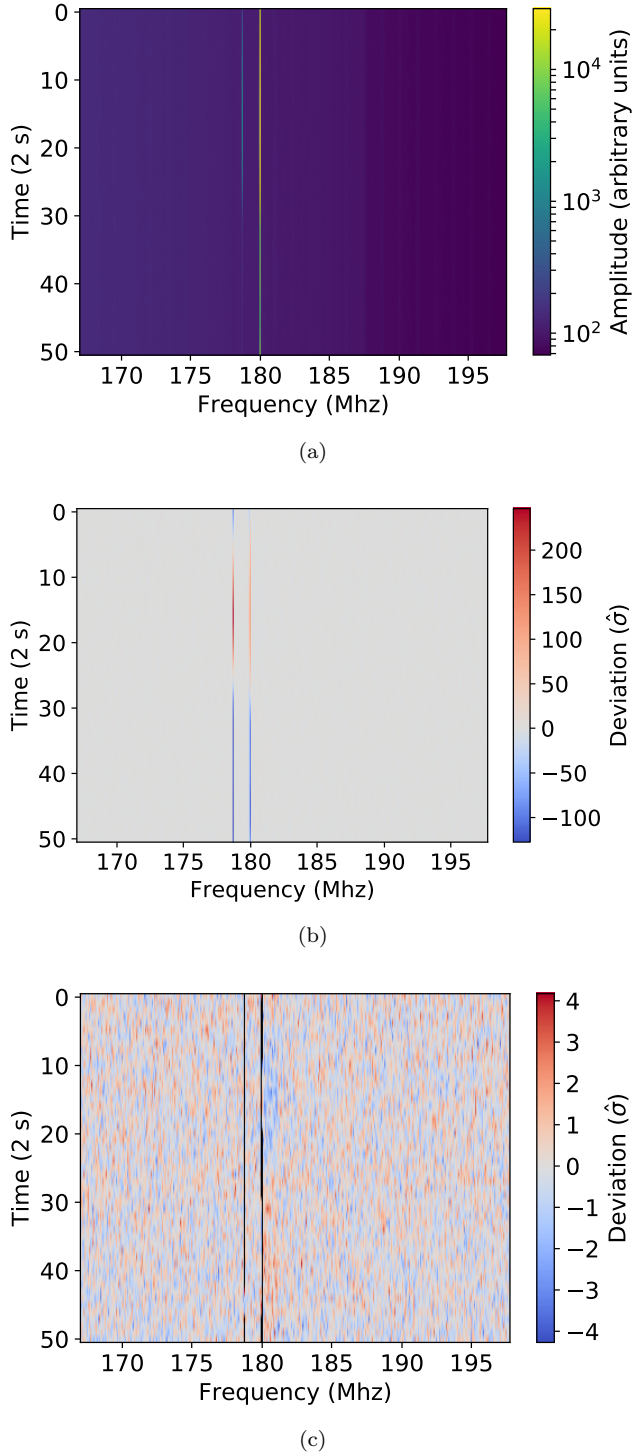 0
10
20
30
40
50
Time (2 s)
170 175 180 185 190 195
Frequency (Mhz)
10⁴
10³
10²
Amplitude (arbitrary units)
(a)
0
10
20
30
40
50
Time (2 s)
170 175 180 185 190 195
Frequency (Mhz)
200
150
100
50
0
−50
−100
Deviation (σ̂)
(b)
0
10
20
30
40
50
Time (2 s)
170 175 180 185 190 195
Frequency (Mhz)
4
3
2
1
0
−1
−2
−3
−4
Deviation (σ̂)
(c)